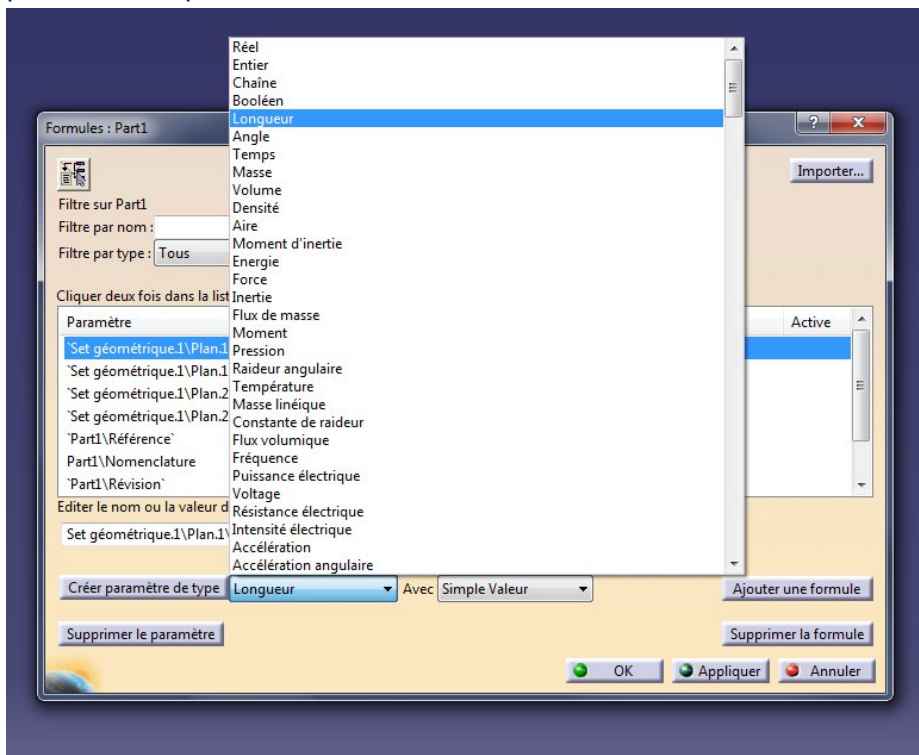 Réel
Entier
Chaîne
Booléen
Longueur
Angle
Temps
Masse
Volume
Densité
Aire
Moment d'inertie
Energie
Force
Inertie
Flux de masse
Moment
Pression
Raideur angulaire
Température
Masse linéique
Constante de raideur
Flux volumique
Fréquence
Puissance électrique
Voltage
Résistance électrique
Intensité électrique
Accélération
Accélération angulaire
Formules : Part1
Importer...
Filtre sur Part1
Filtre par nom :
Filtre par type : Tous
Cliquer deux fois dans la list
Paramètre Active
`Set géométrique.1\Plan.1
`Set géométrique.1\Plan.1
`Set géométrique.1\Plan.2
`Set géométrique.1\Plan.2
`Part1\Référence`
Part1\Nomenclature
`Part1\Révision`
Editer le nom ou la valeur d
Set géométrique.1\Plan.1\
Créer paramètre de type Longueur Avec Simple Valeur Ajouter une formule
Supprimer le paramètre Supprimer la formule
OK Appliquer Annuler